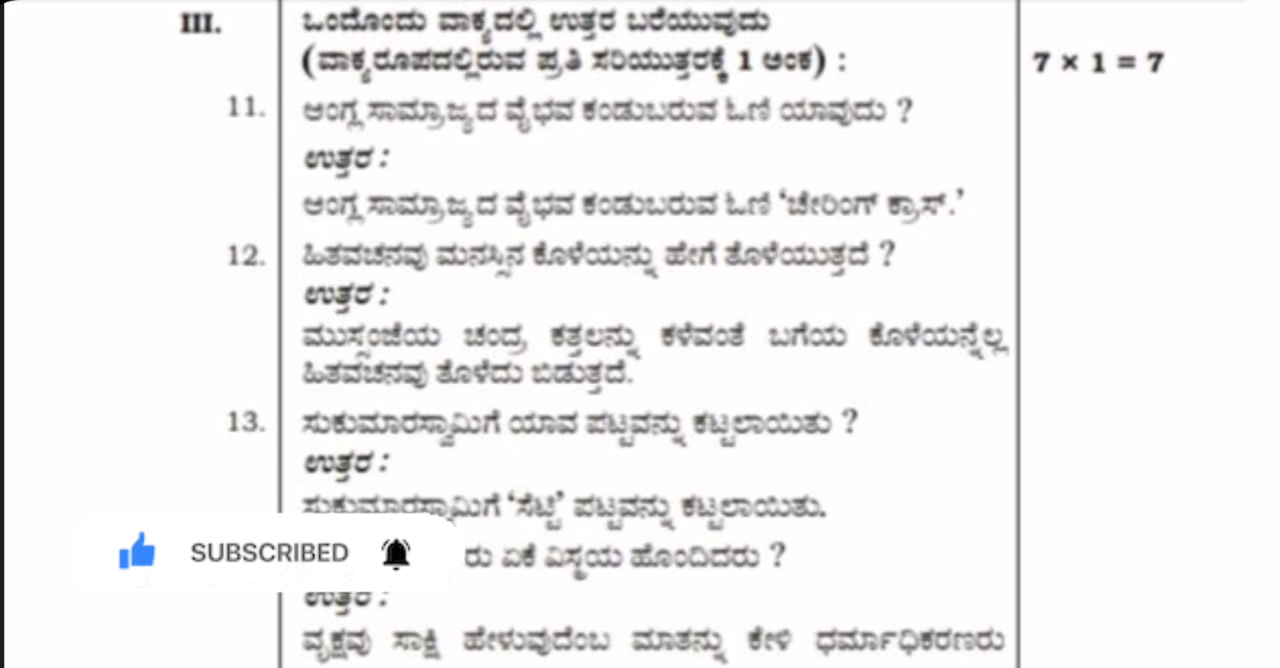 III. ಒಂದೊಂದು ವಾಕ್ಯದಲ್ಲಿ ಉತ್ತರ ಬರೆಯುವುದು
(ವಾಕ್ಯರೂಪದಲ್ಲಿರುವ ಪ್ರತಿ ಸರಿಯುತ್ತರಕ್ಕೆ 1 ಅಂಕ) : 7 × 1 = 7
11. ಆಂಗ್ಲ ಸಾಮ್ರಾಜ್ಯದ ವೈಭವ ಕಂಡುಬರುವ ಓಣಿ ಯಾವುದು ?
ಉತ್ತರ :
ಆಂಗ್ಲ ಸಾಮ್ರಾಜ್ಯದ ವೈಭವ ಕಂಡುಬರುವ ಓಣಿ ‘ಚೇರಿಂಗ್ ಕ್ರಾಸ್.’
12. ಹಿತವಚನವು ಮನಸ್ಸಿನ ಕೊಳೆಯನ್ನು ಹೇಗೆ ತೊಳೆಯುತ್ತದೆ ?
ಉತ್ತರ :
ಮುಸ್ಸಂಜೆಯ ಚಂದ್ರ ಕತ್ತಲನ್ನು ಕಳೆವಂತೆ ಬಗೆಯ ಕೊಳೆಯನ್ನೆಲ್ಲ
ಹಿತವಚನವು ತೊಳೆದು ಬಿಡುತ್ತದೆ.
13. ಸುಕುಮಾರಸ್ವಾಮಿಗೆ ಯಾವ ಪಟ್ಟವನ್ನು ಕಟ್ಟಲಾಯಿತು ?
ಉತ್ತರ :
ಸುಕುಮಾರಸ್ವಾಮಿಗೆ ‘ಸೆಟ್ಟಿ’ ಪಟ್ಟವನ್ನು ಕಟ್ಟಲಾಯಿತು.
SUBSCRIBED
ರು ಏಕೆ ವಿಸ್ಮಯ ಹೊಂದಿದರು ?
ಉತ್ತರ :
ವೃಕ್ಷವು ಸಾಕ್ಷಿ ಹೇಳುವುದೆಂಬ ಮಾತನ್ನು ಕೇಳಿ ಧರ್ಮಾಧಿಕರಣರು